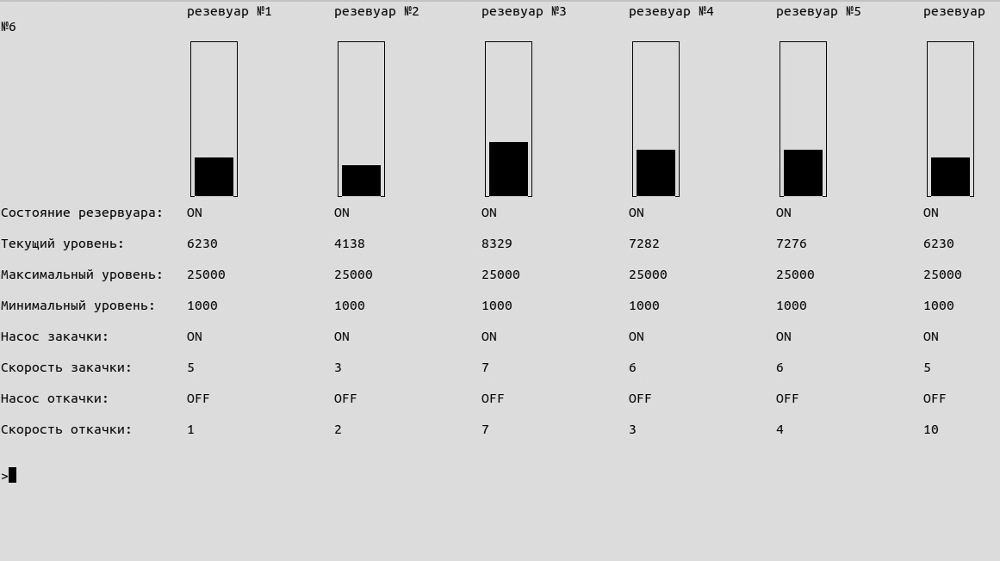 резевуар №1 резевуар №2 резевуар №3 резевуар №4 резевуар №5 резевуар
№6
Состояние резервуара: ON ON ON ON ON ON
Текущий уровень: 6230 4138 8329 7282 7276 6230
Максимальный уровень: 25000 25000 25000 25000 25000 25000
Минимальный уровень: 1000 1000 1000 1000 1000 1000
Насос закачки: ON ON ON ON ON ON
Скорость закачки: 5 3 7 6 6 5
Насос откачки: OFF OFF OFF OFF OFF OFF
Скорость откачки: 1 2 7 3 4 10
>